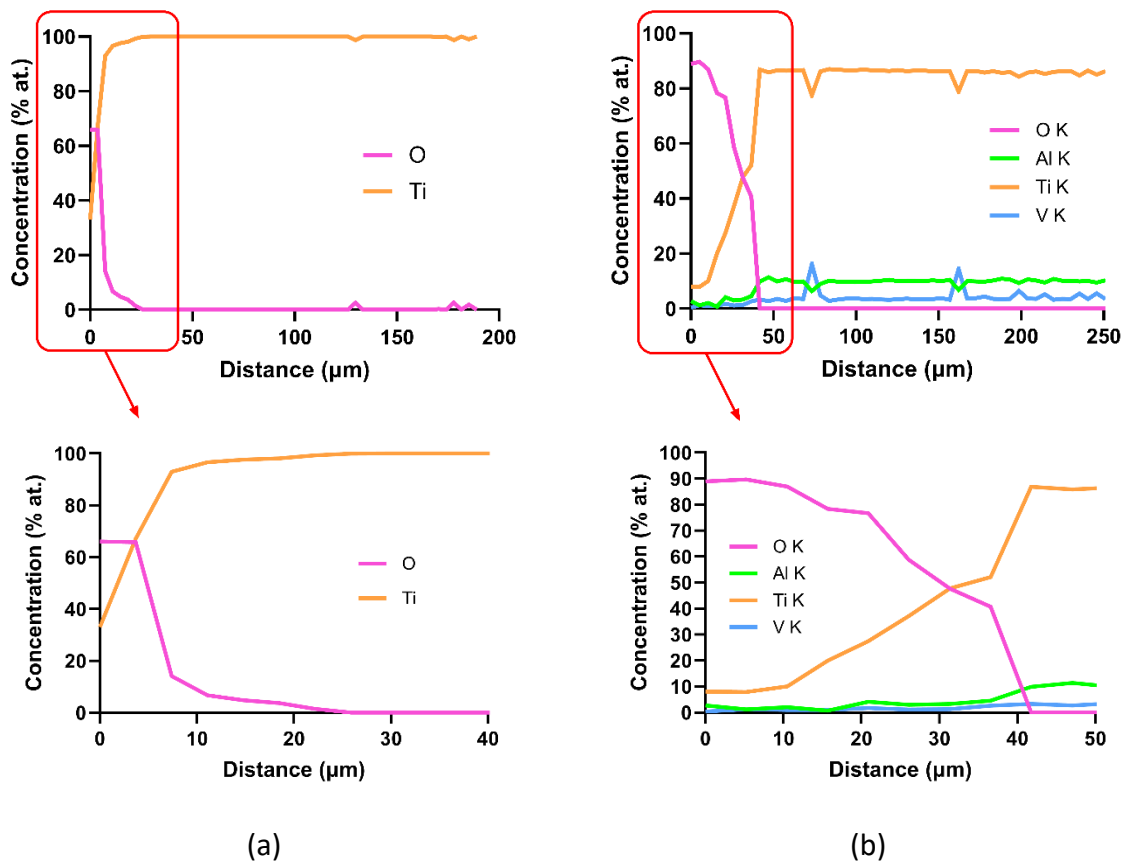 Concentration (% at.)
100
80
60
40
20
0
0 50 100 150 200
Distance (µm)
O
Ti
Concentration (% at.)
100
80
60
40
20
0
0 50 100 150 200 250
Distance (µm)
O K
Al K
Ti K
V K
Concentration (% at.)
100
80
60
40
20
0
0 10 20 30 40
Distance (µm)
O
Ti
Concentration (% at.)
100
90
80
70
60
50
40
30
20
10
0
0 10 20 30 40 50
Distance (µm)
O K
Al K
Ti K
V K
(a)
(b)